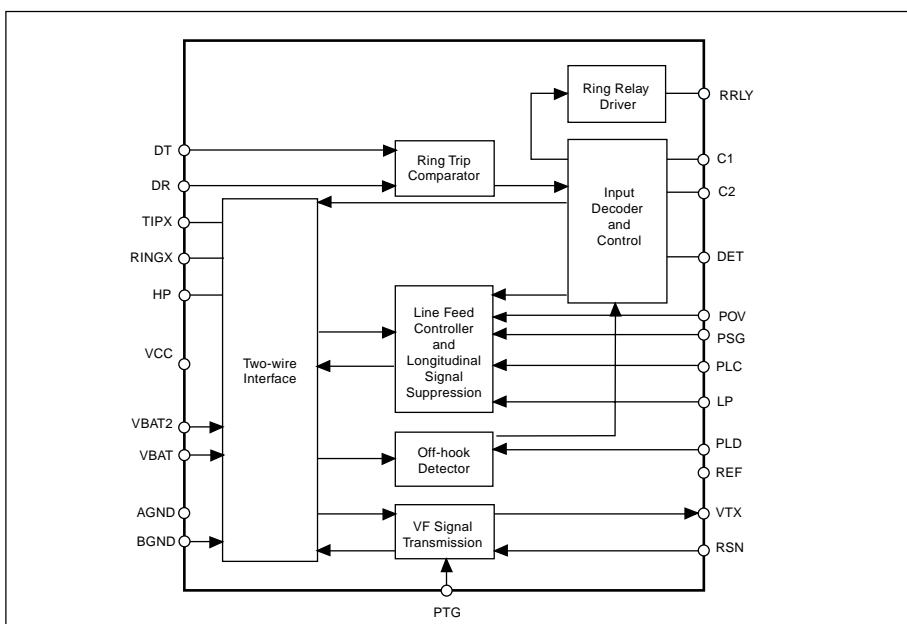 Ring Relay
Driver
RRLY
DT
Ring Trip
Comparator
C1
DR
Input
Decoder
and
Control
C2
TIPX
RINGX
DET
HP
Line Feed
Controller
and
Longitudinal
Signal
Suppression
POV
PSG
VCC
Two-wire
Interface
PLC
LP
VBAT2
VBAT
Off-hook
Detector
PLD
REF
AGND
VF Signal
Transmission
VTX
BGND
RSN
PTG